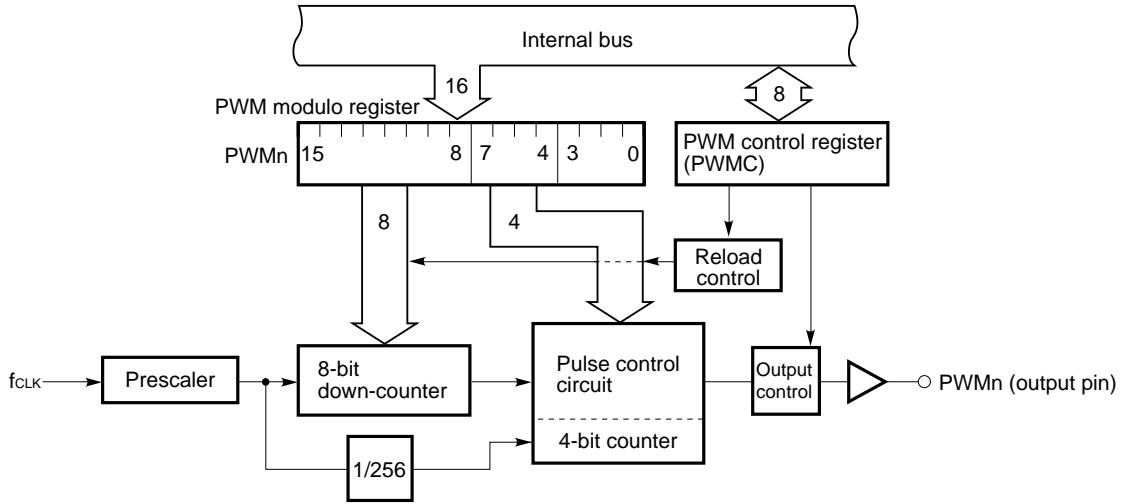 Internal bus
16
8
PWM modulo register
PWMn
15 8 7 4 3 0
PWM control register
(PWMC)
8
4
Reload
control
fCLK
Prescaler
8-bit
down-counter
Pulse control
circuit
4-bit counter
Output
control
PWMn (output pin)
1/256